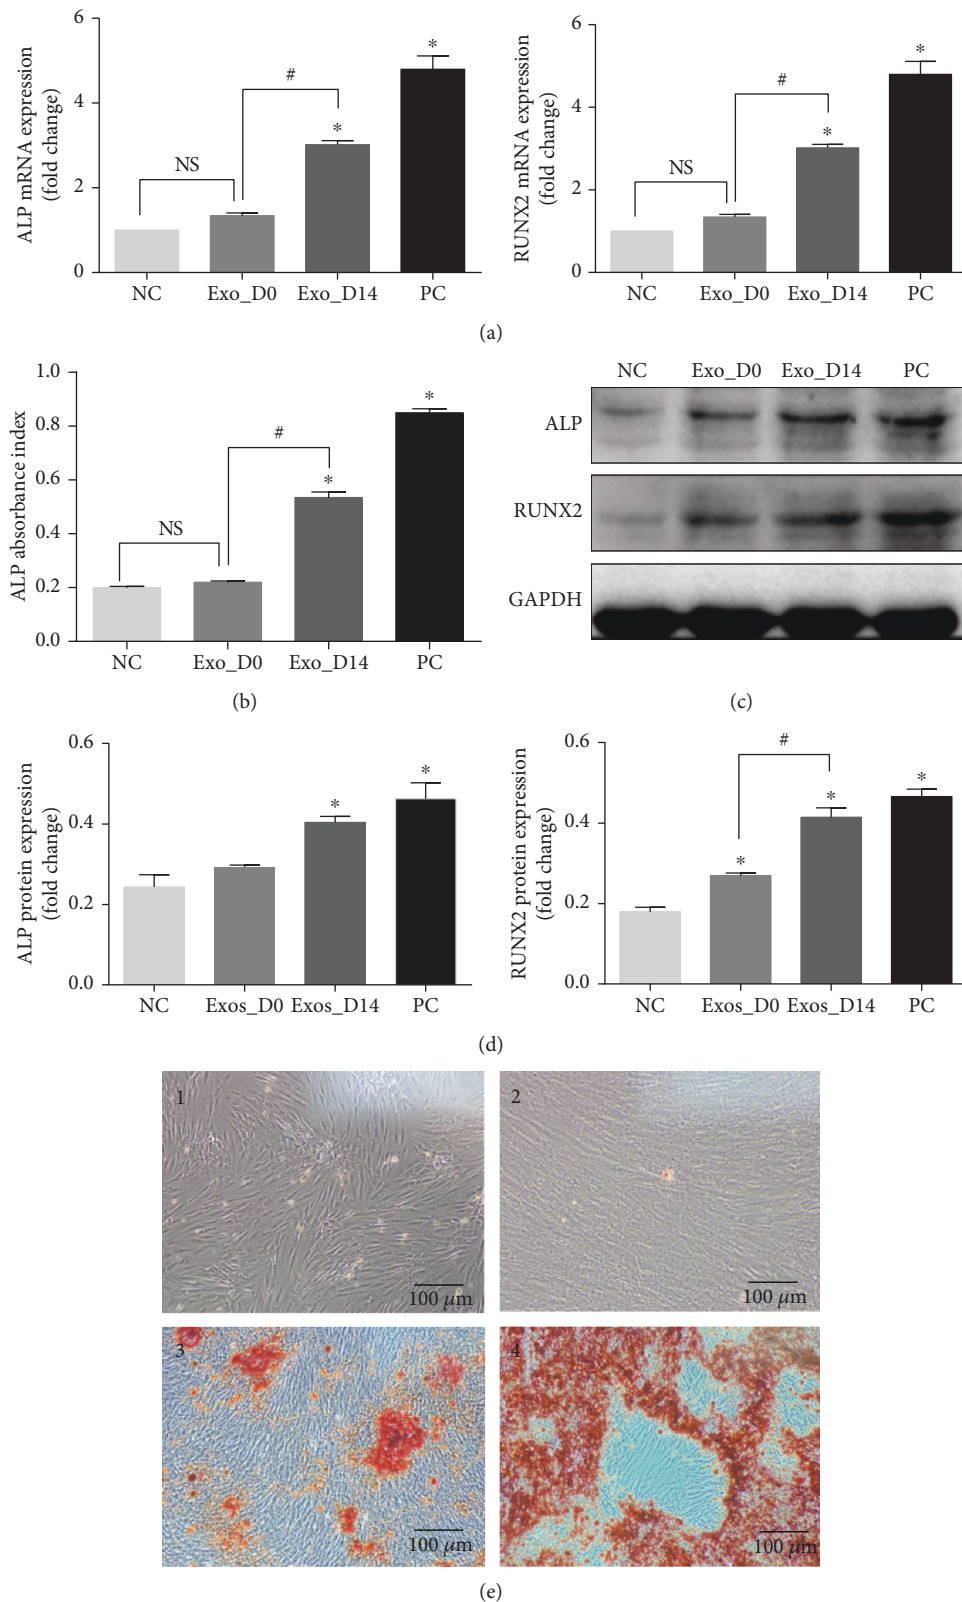 ALP mRNA expression
(fold change)
6
4
2
0
NS
#
*
*
NC Exo_D0 Exo_D14 PC
RUNX2 mRNA expression
(fold change)
6
4
2
0
NS
#
*
*
NC Exo_D0 Exo_D14 PC
(a)
ALP absorbance index
1.0
0.8
0.6
0.4
0.2
0.0
NS
#
*
*
NC Exo_D0 Exo_D14 PC
(b)
NC Exo_D0 Exo_D14 PC
ALP
RUNX2
GAPDH
(c)
ALP protein expression
(fold change)
0.6
0.4
0.2
0.0
*
*
NC Exos_D0 Exos_D14 PC
RUNX2 protein expression
(fold change)
0.6
0.4
0.2
0.0
#
*
*
*
NC Exos_D0 Exos_D14 PC
(d)
1
100 μm
2
100 μm
3
100 μm
4
100 μm
(e)